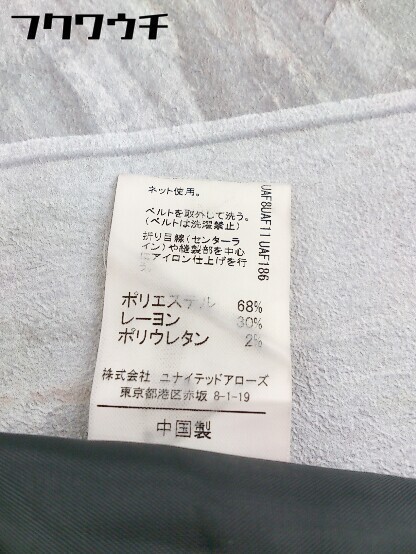 フクワウチ
ネット使用。
ベルトを取外して洗う。
(ベルトは洗濯禁止)
折り目線(センターラ
イン)や縫製部を中心
にアイロン仕上げを行
ポリエステル 68%
レーヨン 30%
ポリウレタン 2%
株式会社 ユナイテッドアローズ
東京都港区赤坂 8-1-19
中国製
UAF8UAF11 UAF186